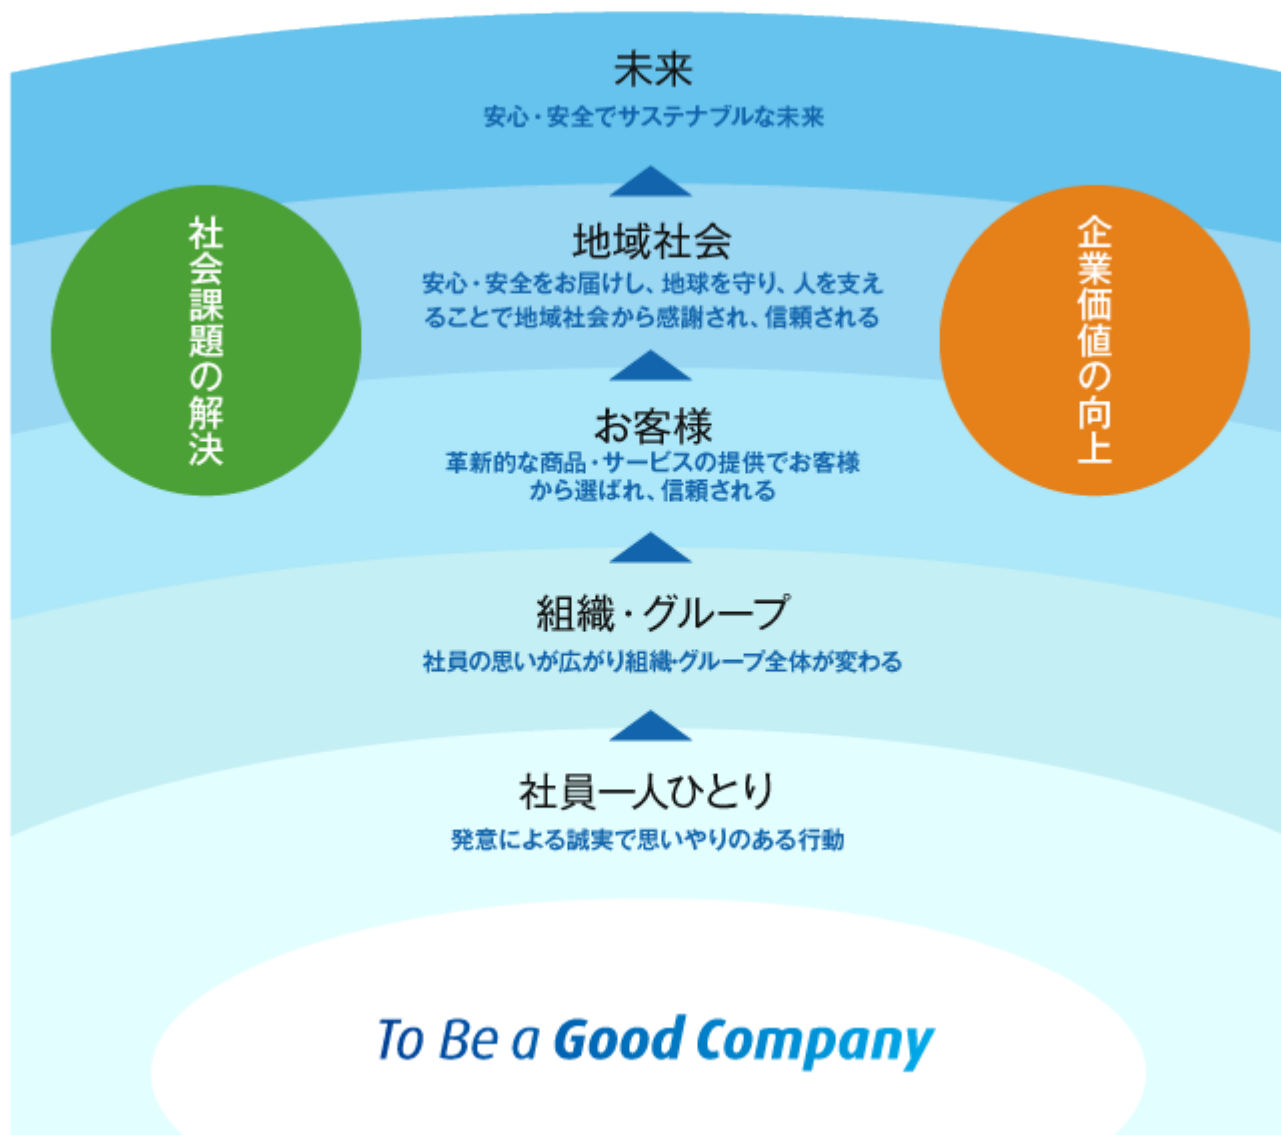 未来
安心・安全でサステナブルな未来
社会課題の解決
地域社会
安心・安全をお届けし、地球を守り、人を支え
ることで地域社会から感謝され、信頼される
企業価値の向上
お客様
革新的な商品・サービスの提供でお客様
から選ばれ、信頼される
組織・グループ
社員の思いが広がり組織・グループ全体が変わる
社員一人ひとり
発意による誠実で思いやりのある行動
To Be a Good Company